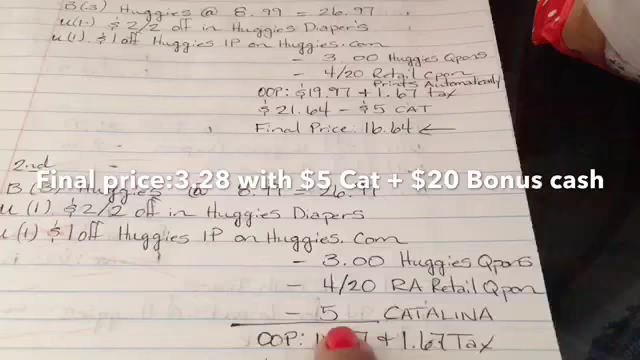 B(3) Huggies @ 8.99 = 26.97
u(1) $2/2 off in Huggies Diapers
u(1) $1 off Huggies IP on Huggies.com
- 3.00 Huggies Qpons
- 4/20 Retail Cpon
Prints Automatically
OOP: $19.97 + 1.67 tax
$21.64 - $5 CAT
Final Price: 16.64 ←
2nd
Final price:3.28 with $5 Cat + $20 Bonus cash
B(3) Huggies @ 8.99 = 26.97
u(1) $2/2 off in Huggies Diapers
u(1) $1 off Huggies IP on Huggies.Com
- 3.00 Huggies Qpons
- 4/20 RA Retail Qpon
- 5 CATALINA
OOP: + 1.67 Tax